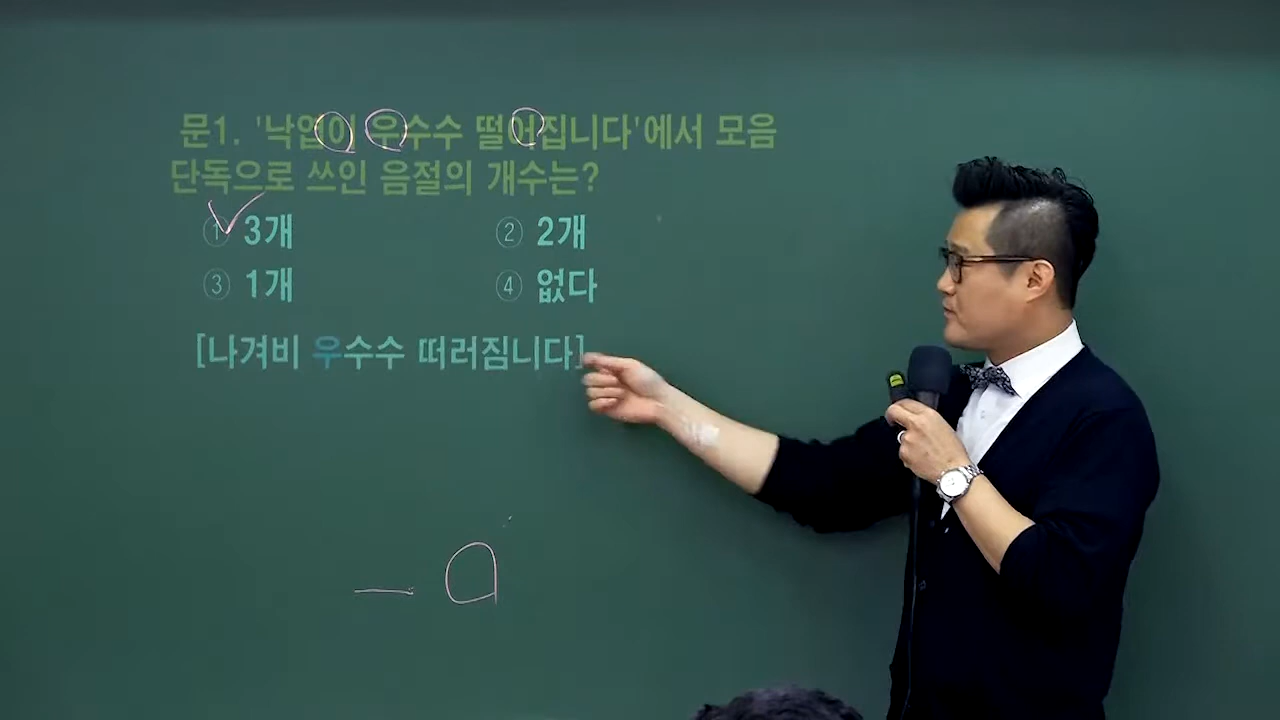 문1. '낙엽이 우수수 떨어집니다'에서 모음
단독으로 쓰인 음절의 개수는?
① 3개 ② 2개
③ 1개 ④ 없다
[나겨비 우수수 떠러짐니다]